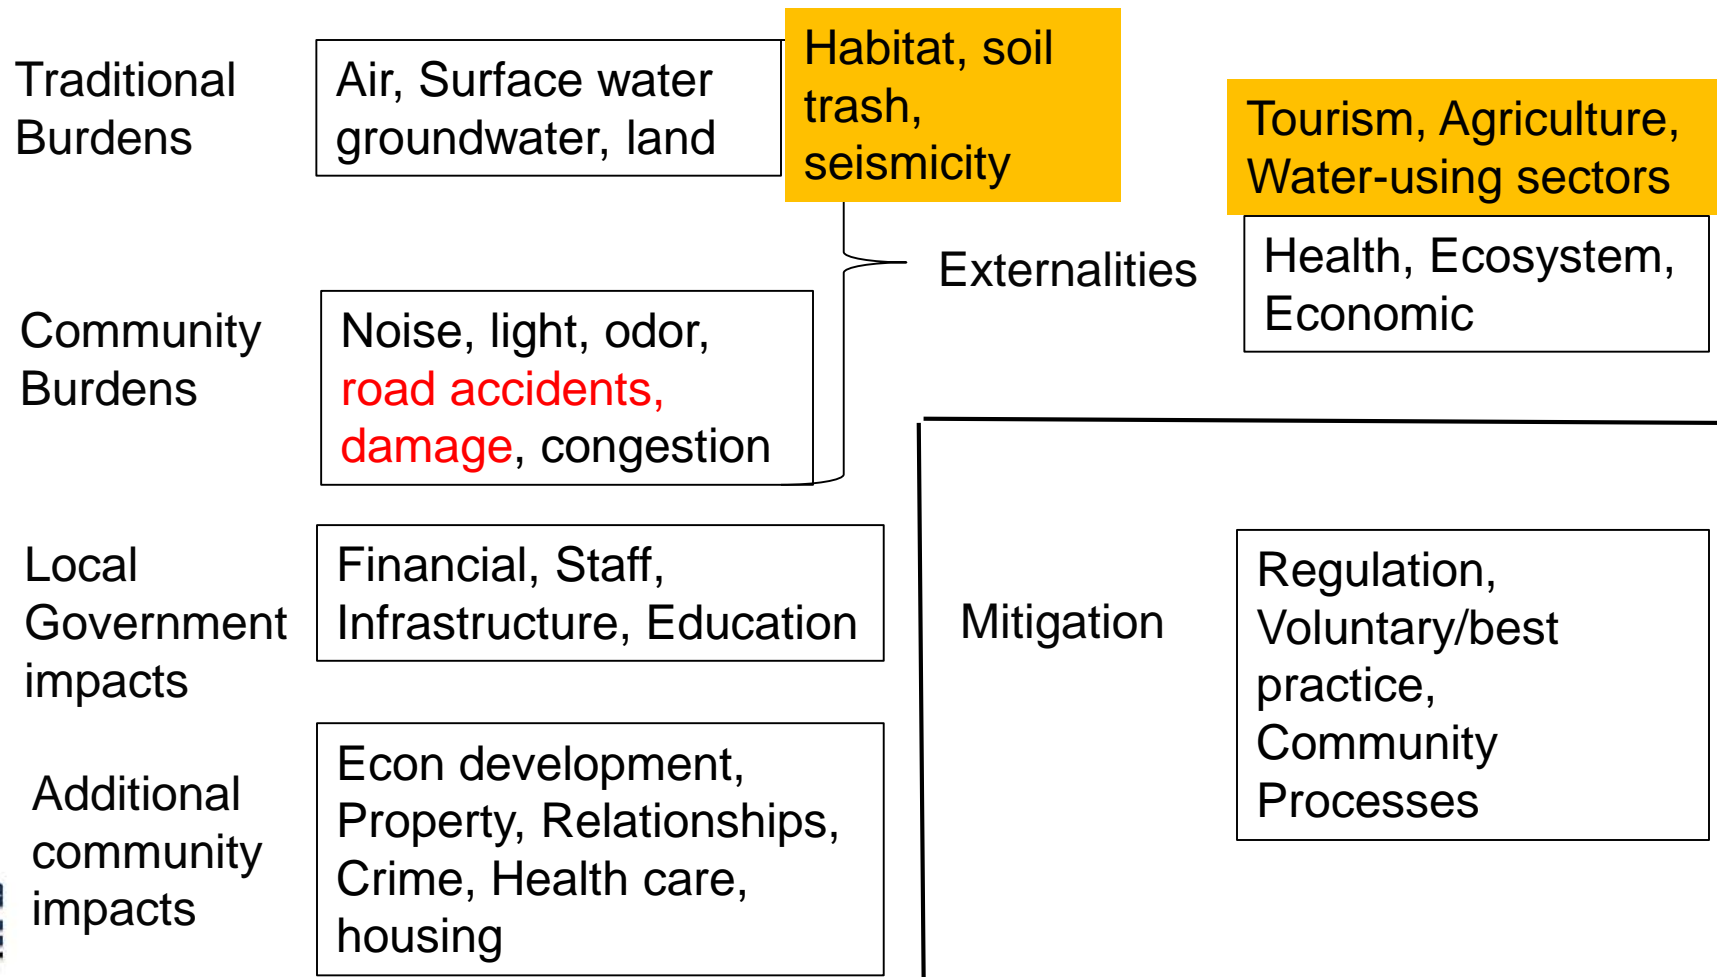 Traditional
Burdens
Air, Surface water
groundwater, land
Habitat, soil
trash,
seismicity
Tourism, Agriculture,
Water-using sectors
Externalities
Health, Ecosystem,
Economic
Community
Burdens
Noise, light, odor,
road accidents,
damage, congestion
Local
Government
impacts
Financial, Staff,
Infrastructure, Education
Mitigation
Regulation,
Voluntary/best
practice,
Community
Processes
Additional
community
impacts
Econ development,
Property, Relationships,
Crime, Health care,
housing